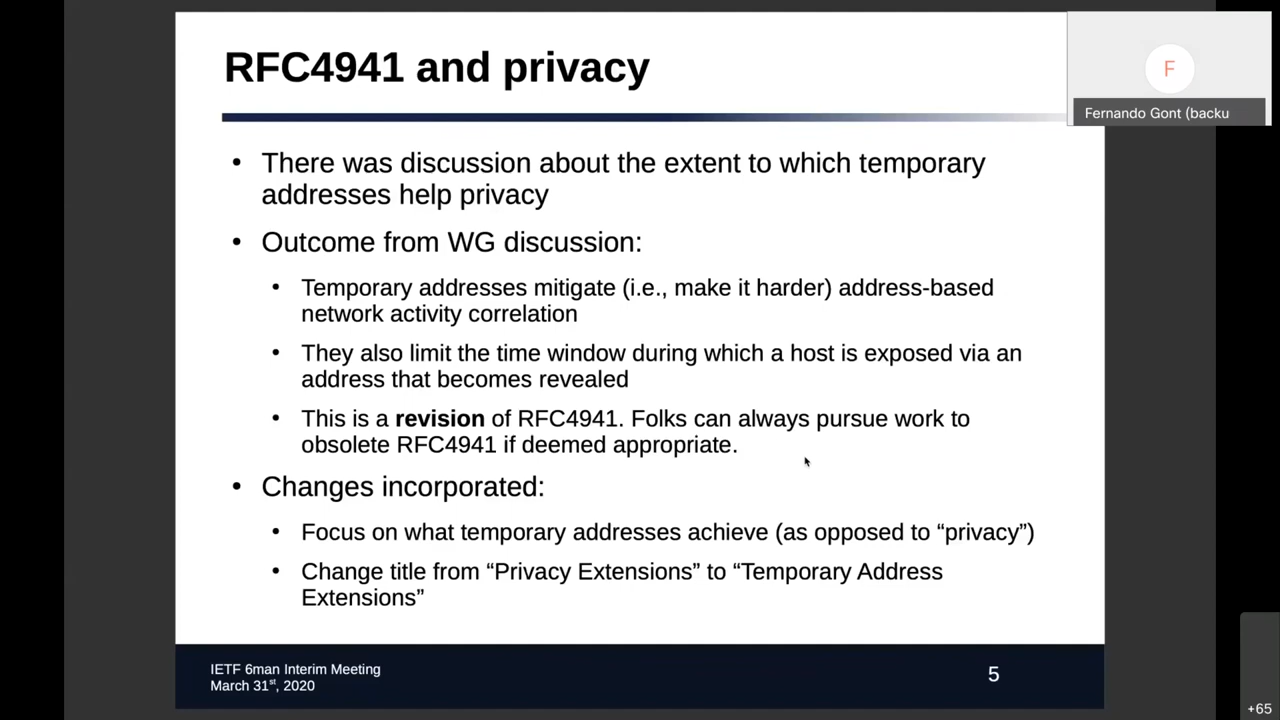 RFC4941 and privacy
F
Fernando Gont (backu
• There was discussion about the extent to which temporary
addresses help privacy
• Outcome from WG discussion:
• Temporary addresses mitigate (i.e., make it harder) address-based
network activity correlation
• They also limit the time window during which a host is exposed via an
address that becomes revealed
• This is a revision of RFC4941. Folks can always pursue work to
obsolete RFC4941 if deemed appropriate.
• Changes incorporated:
• Focus on what temporary addresses achieve (as opposed to “privacy”)
• Change title from “Privacy Extensions” to “Temporary Address
Extensions”
IETF 6man Interim Meeting
March 31st, 2020
5
+65